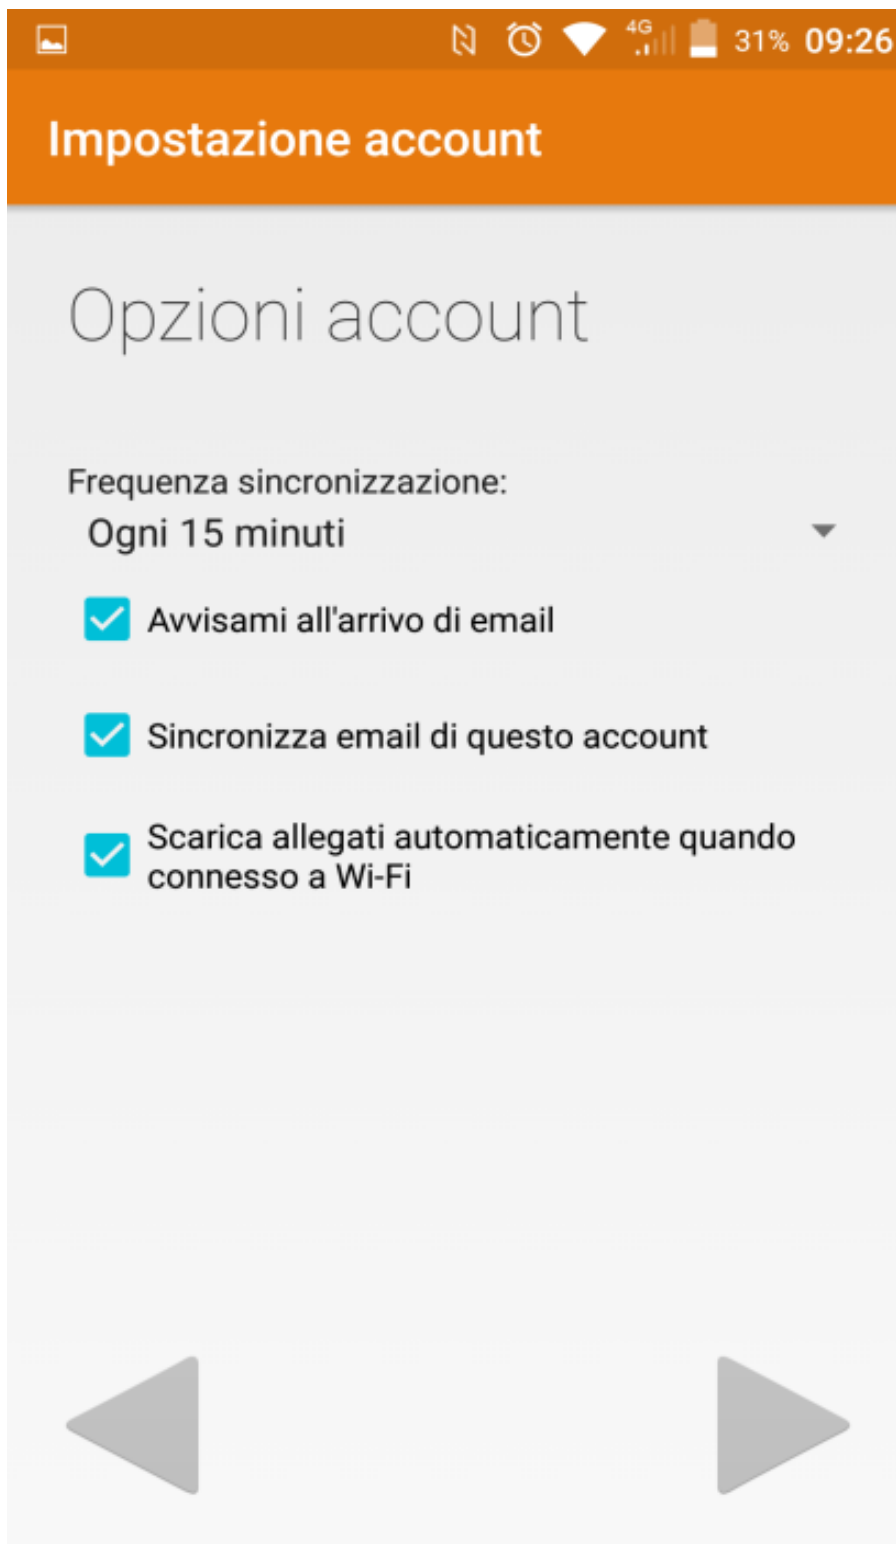 4G 31% 09:26
Impostazione account
Opzioni account
Frequenza sincronizzazione:
Ogni 15 minuti
Avvisami all'arrivo di email
Sincronizza email di questo account
Scarica allegati automaticamente quando
connesso a Wi-Fi